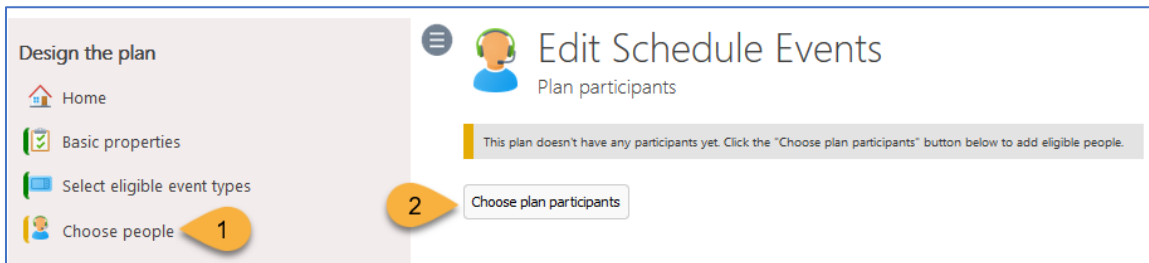 Design the plan
Home
Basic properties
Select eligible event types
Choose people
1
Edit Schedule Events
Plan participants
This plan doesn't have any participants yet. Click the "Choose plan participants" button below to add eligible people.
2
Choose plan participants